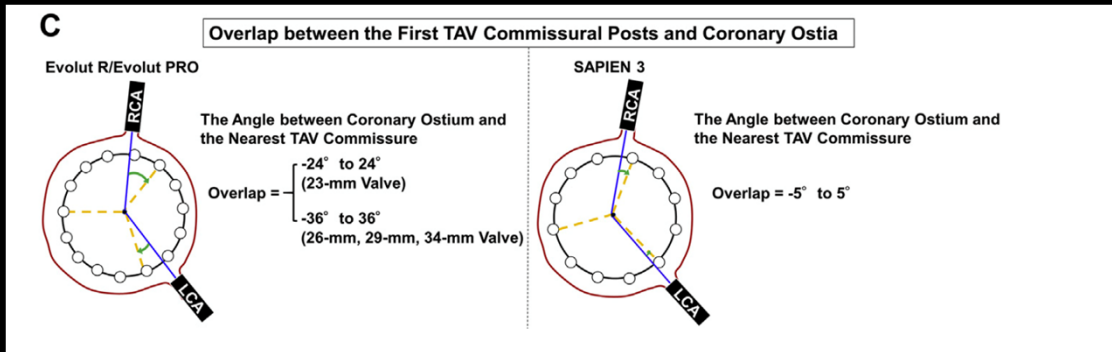 C
Overlap between the First TAV Commissural Posts and Coronary Ostia
Evolut R/Evolut PRO
RCA
The Angle between Coronary Ostium and
the Nearest TAV Commissure
Overlap =
-24° to 24°
(23-mm Valve)
-36° to 36°
(26-mm, 29-mm, 34-mm Valve)
LCA
SAPIEN 3
RCA
The Angle between Coronary Ostium and
the Nearest TAV Commissure
Overlap = -5° to 5°
LCA